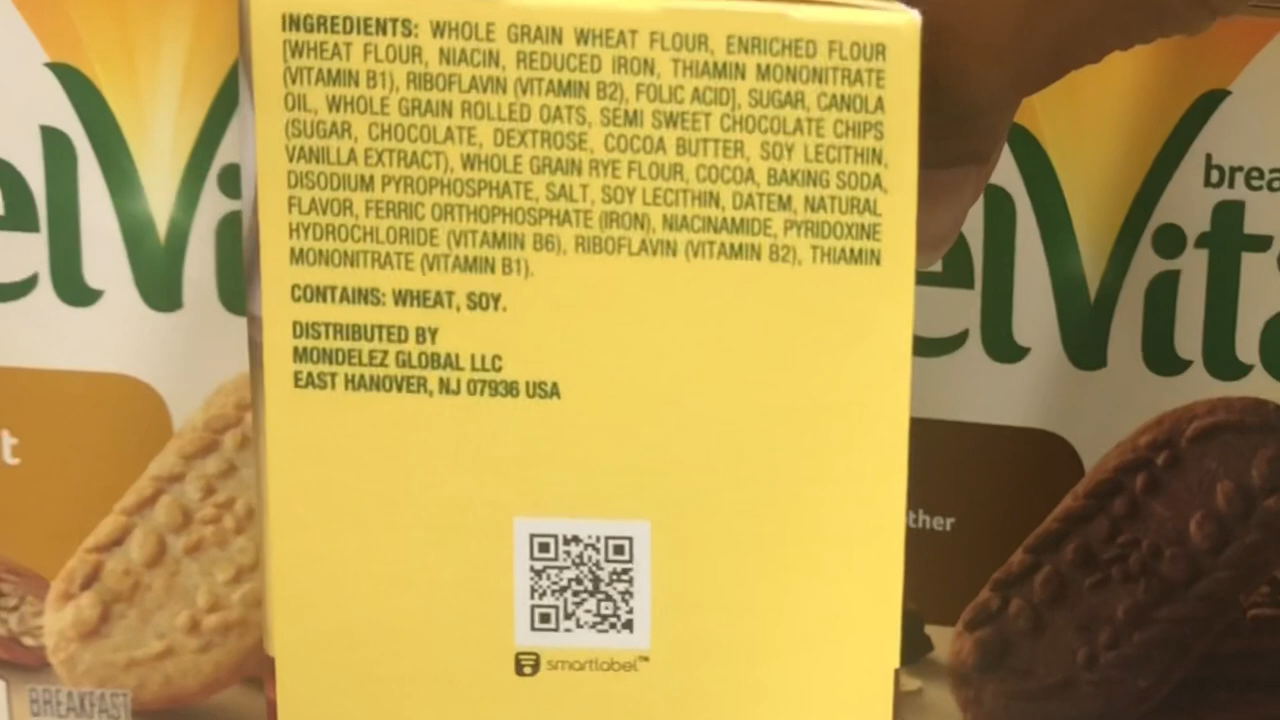 INGREDIENTS: WHOLE GRAIN WHEAT FLOUR, ENRICHED FLOUR
[WHEAT FLOUR, NIACIN, REDUCED IRON, THIAMIN MONONITRATE
(VITAMIN B1), RIBOFLAVIN (VITAMIN B2), FOLIC ACID], SUGAR, CANOLA
OIL, WHOLE GRAIN ROLLED OATS, SEMI SWEET CHOCOLATE CHIPS
(SUGAR, CHOCOLATE, DEXTROSE, COCOA BUTTER, SOY LECITHIN,
VANILLA EXTRACT), WHOLE GRAIN RYE FLOUR, COCOA, BAKING SODA,
DISODIUM PYROPHOSPHATE, SALT, SOY LECITHIN, DATEM, NATURAL
FLAVOR, FERRIC ORTHOPHOSPHATE (IRON), NIACINAMIDE, PYRIDOXINE
HYDROCHLORIDE (VITAMIN B6), RIBOFLAVIN (VITAMIN B2), THIAMIN
MONONITRATE (VITAMIN B1).
CONTAINS: WHEAT, SOY.
DISTRIBUTED BY
MONDELEZ GLOBAL LLC
EAST HANOVER, NJ 07936 USA
smartlabel™
elVi
t
BREAKFAST
brea
elVita
ther